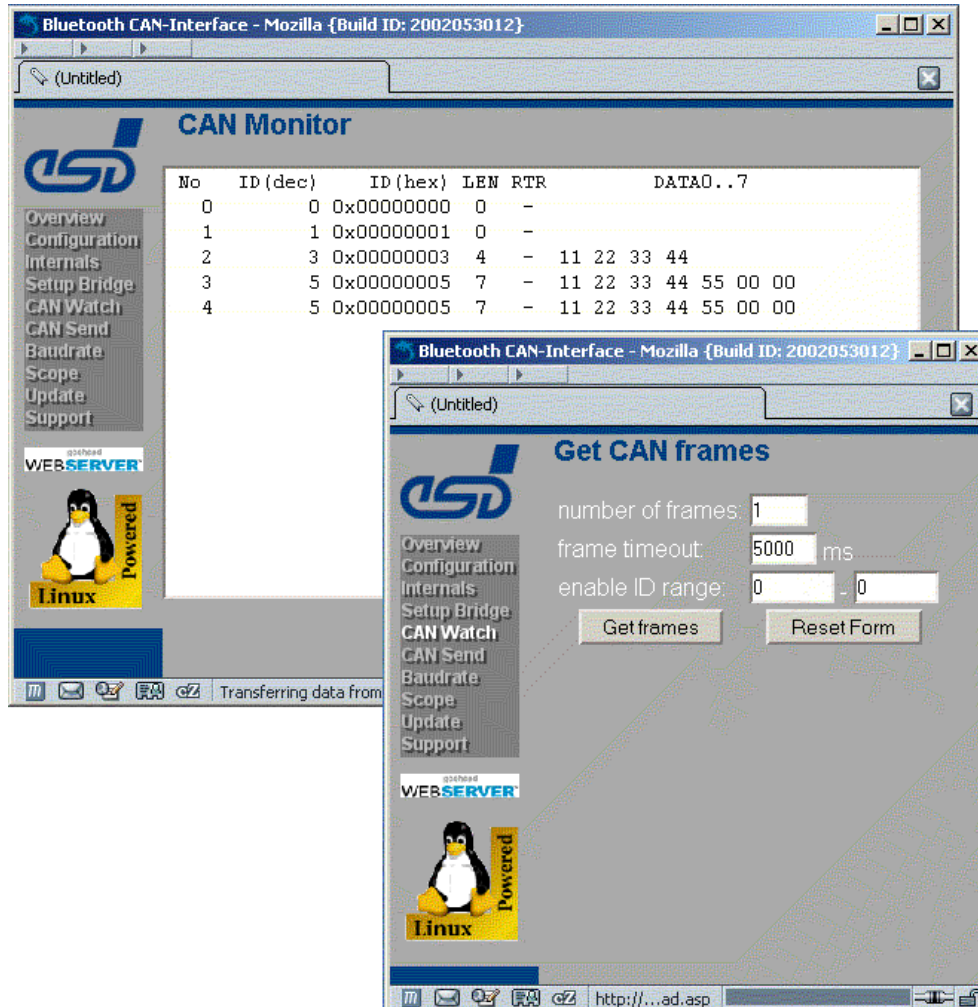 Bluetooth CAN-Interface - Mozilla {Build ID: 2002053012}
(Untitled)
esd
CAN Monitor
No ID(dec) ID(hex) LEN RTR DATA0..7
0 0 0x00000000 0 -
1 1 0x00000001 0 -
2 3 0x00000003 4 - 11 22 33 44
3 5 0x00000005 7 - 11 22 33 44 55 00 00
4 5 0x00000005 7 - 11 22 33 44 55 00 00
Overview
Configuration
Internals
Setup Bridge
CAN Watch
CAN Send
Baudrate
Scope
Update
Support
goahead
WEBSERVER
Linux
Powered
Transferring data from
Bluetooth CAN-Interface - Mozilla {Build ID: 2002053012}
(Untitled)
esd
Get CAN frames
number of frames: 1
frame timeout: 5000 ms
enable ID range: 0 - 0
Get frames Reset Form
Overview
Configuration
Internals
Setup Bridge
CAN Watch
CAN Send
Baudrate
Scope
Update
Support
goahead
WEBSERVER
Linux
Powered
http://...ad.asp